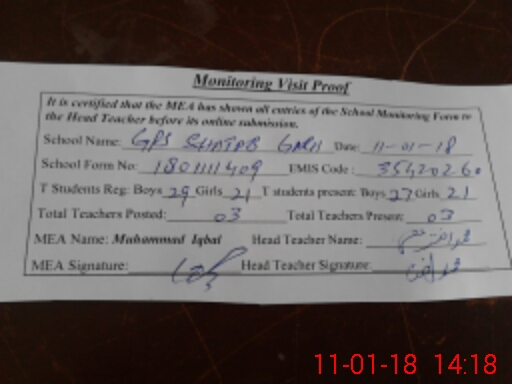 Monitoring Visit Proof
It is certified that the MEA has shown all entries of the School Monitoring Form to
the Head Teacher before its online submission.
School Name: GPS Date: 11-01-18
School Form No: 1801111409 EMIS Code: 35420260
T Students Reg: Boys 29 Girls 21 T students present: Boys 27 Girls 21
Total Teachers Posted: 03 Total Teachers Present: 03
MEA Name: Muhammad Iqbal Head Teacher Name:
MEA Signature: Head Teacher Signature:
11-01-18 14:18